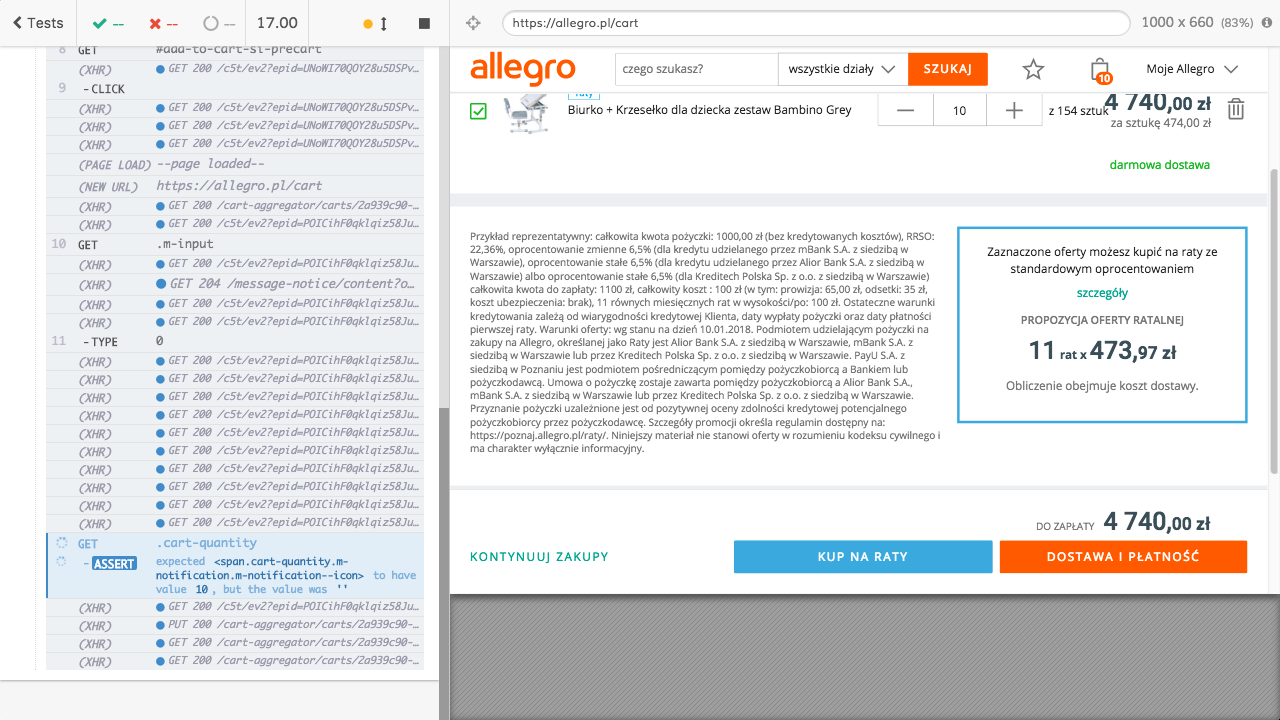 Tests
--
--
--
17.00
https://allegro.pl/cart
1000 x 660 (83%)
8 GET #add-to-cart-si-precart
(XHR) GET 200 /c5t/ev2?epid=UNoWI70QOY28u5DSPv…
9 -CLICK
(XHR) GET 200 /c5t/ev2?epid=UNoWI70QOY28u5DSPv…
(XHR) GET 200 /c5t/ev2?epid=UNoWI70QOY28u5DSPv…
(XHR) GET 200 /c5t/ev2?epid=UNoWI70QOY28u5DSPv…
(PAGE LOAD) --page loaded--
(NEW URL) https://allegro.pl/cart
(XHR) GET 200 /cart-aggregator/carts/2a939c90-…
(XHR) GET 200 /c5t/ev2?epid=POICihF0qklqiz58Ju…
10 GET .m-input
(XHR) GET 200 /c5t/ev2?epid=POICihF0qklqiz58Ju…
(XHR) GET 204 /message-notice/content?o…
(XHR) GET 200 /c5t/ev2?epid=POICihF0qklqiz58Ju…
(XHR) GET 200 /c5t/ev2?epid=POICihF0qklqiz58Ju…
11 -TYPE 0
(XHR) GET 200 /c5t/ev2?epid=POICihF0qklqiz58Ju…
(XHR) GET 200 /c5t/ev2?epid=POICihF0qklqiz58Ju…
(XHR) GET 200 /c5t/ev2?epid=POICihF0qklqiz58Ju…
(XHR) GET 200 /c5t/ev2?epid=POICihF0qklqiz58Ju…
(XHR) GET 200 /c5t/ev2?epid=POICihF0qklqiz58Ju…
(XHR) GET 200 /c5t/ev2?epid=POICihF0qklqiz58Ju…
(XHR) GET 200 /c5t/ev2?epid=POICihF0qklqiz58Ju…
(XHR) GET 200 /c5t/ev2?epid=POICihF0qklqiz58Ju…
(XHR) GET 200 /c5t/ev2?epid=POICihF0qklqiz58Ju…
(XHR) GET 200 /c5t/ev2?epid=POICihF0qklqiz58Ju…
GET .cart-quantity
- ASSERT expected <span.cart-quantity.m-
notification.m-notification--icon> to have
value 10, but the value was ''
(XHR) GET 200 /c5t/ev2?epid=POICihF0qklqiz58Ju…
(XHR) PUT 200 /cart-aggregator/carts/2a939c90-…
(XHR) GET 200 /cart-aggregator/carts/2a939c90-…
(XHR) GET 200 /cart-aggregator/carts/2a939c90-…
allegro
czego szukasz?
wszystkie działy
SZUKAJ
10
Moje Allegro
raty
Biurko + Krzesełko dla dziecka zestaw Bambino Grey
10
z 154 sztuk
4 740,00 zł
za sztukę 474,00 zł
darmowa dostawa
Przykład reprezentatywny: całkowita kwota pożyczki: 1000,00 zł (bez kredytowanych kosztów), RRSO:
22,36%, oprocentowanie zmienne 6,5% (dla kredytu udzielanego przez mBank S.A. z siedzibą w
Warszawie), oprocentowanie stałe 6,5% (dla kredytu udzielanego przez Alior Bank S.A. z siedzibą w
Warszawie) albo oprocentowanie stałe 6,5% (dla Kreditech Polska Sp. z o.o. z siedzibą w Warszawie)
całkowita kwota do zapłaty: 1100 zł, całkowity koszt : 100 zł (w tym: prowizja: 65,00 zł, odsetki: 35 zł,
koszt ubezpieczenia: brak), 11 równych miesięcznych rat w wysokości/po: 100 zł. Ostateczne warunki
kredytowania zależą od wiarygodności kredytowej Klienta, daty wypłaty pożyczki oraz daty płatności
pierwszej raty. Warunki oferty: wg stanu na dzień 10.01.2018. Podmiotem udzielającym pożyczki na
zakupy na Allegro, określanej jako Raty jest Alior Bank S.A. z siedzibą w Warszawie, mBank S.A. z
siedzibą w Warszawie lub przez Kreditech Polska Sp. z o.o. z siedzibą w Warszawie. PayU S.A. z
siedzibą w Poznaniu jest podmiotem pośredniczącym pomiędzy pożyczkobiorcą a Bankiem lub
pożyczkodawcą. Umowa o pożyczkę zostaje zawarta pomiędzy pożyczkobiorcą a Alior Bank S.A.,
mBank S.A. z siedzibą w Warszawie lub przez Kreditech Polska Sp. z o.o. z siedzibą w Warszawie.
Przyznanie pożyczki uzależnione jest od pozytywnej oceny zdolności kredytowej potencjalnego
pożyczkobiorcy przez pożyczkodawcę. Szczegóły promocji określa regulamin dostępny na:
https://poznaj.allegro.pl/raty/. Niniejszy materiał nie stanowi oferty w rozumieniu kodeksu cywilnego i
ma charakter wyłącznie informacyjny.
Zaznaczone oferty możesz kupić na raty ze
standardowym oprocentowaniem
szczegóły
PROPOZYCJA OFERTY RATALNEJ
11 rat x 473,97 zł
Obliczenie obejmuje koszt dostawy.
DO ZAPŁATY 4 740,00 zł
KONTYNUUJ ZAKUPY
KUP NA RATY
DOSTAWA I PŁATNOŚĆ